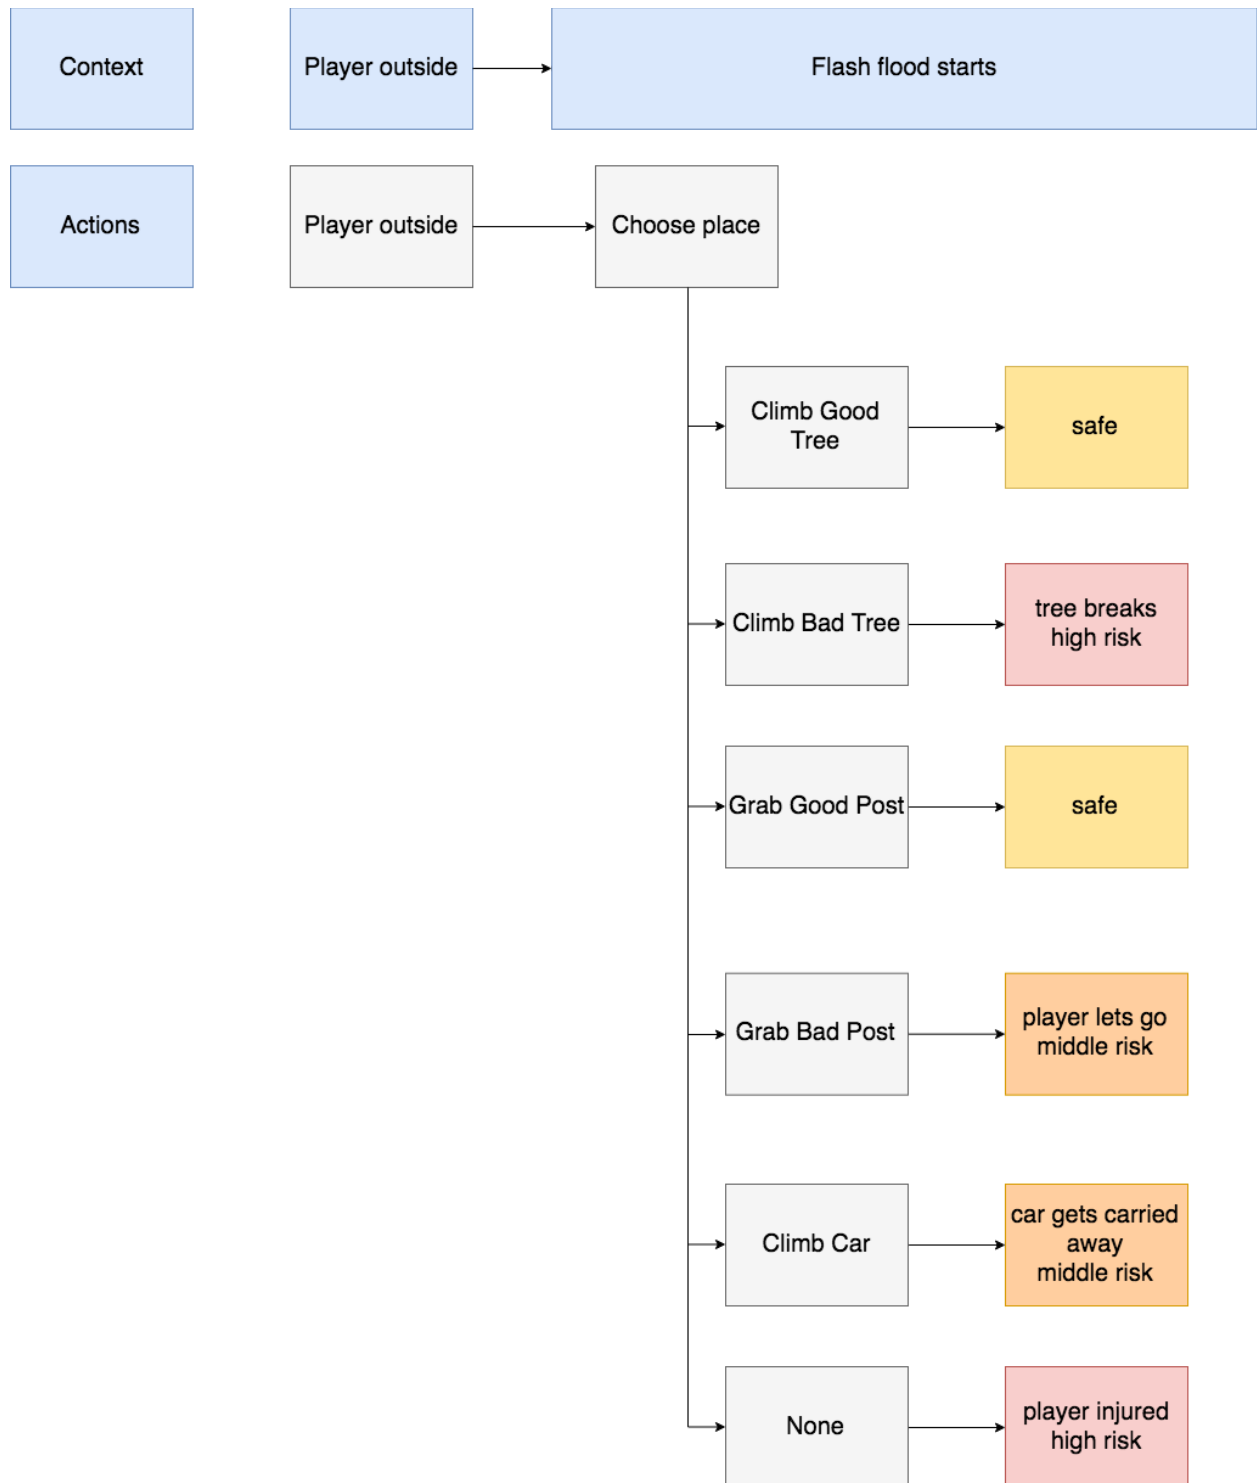 Context
Player outside
Flash flood starts
Actions
Player outside
Choose place
Climb Good
Tree
safe
Climb Bad Tree
tree breaks
high risk
Grab Good Post
safe
Grab Bad Post
player lets go
middle risk
Climb Car
car gets carried
away
middle risk
None
player injured
high risk